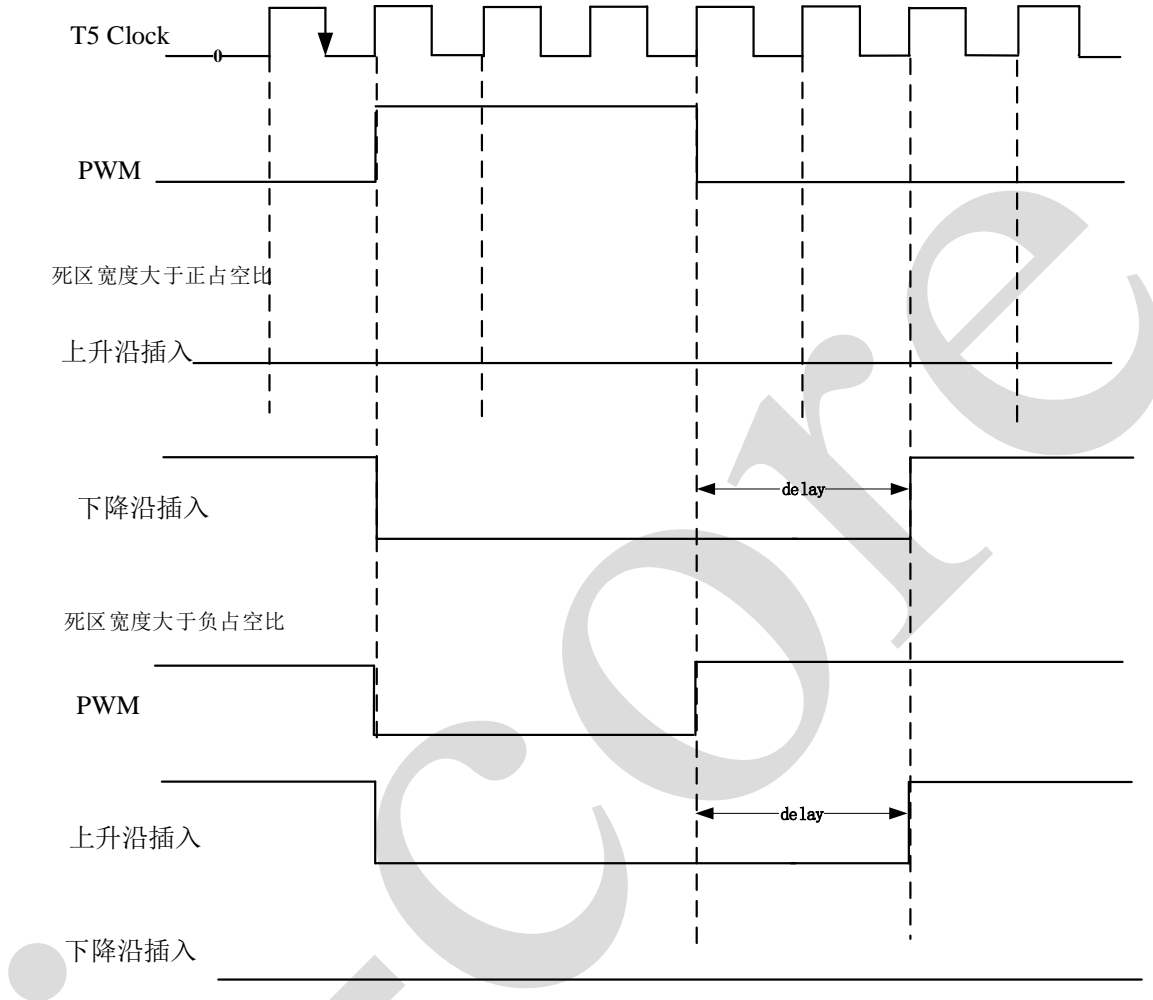 T5 Clock
0
PWM
死区宽度大于正占空比
上升沿插入
下降沿插入
delay
死区宽度大于负占空比
PWM
上升沿插入
delay
下降沿插入